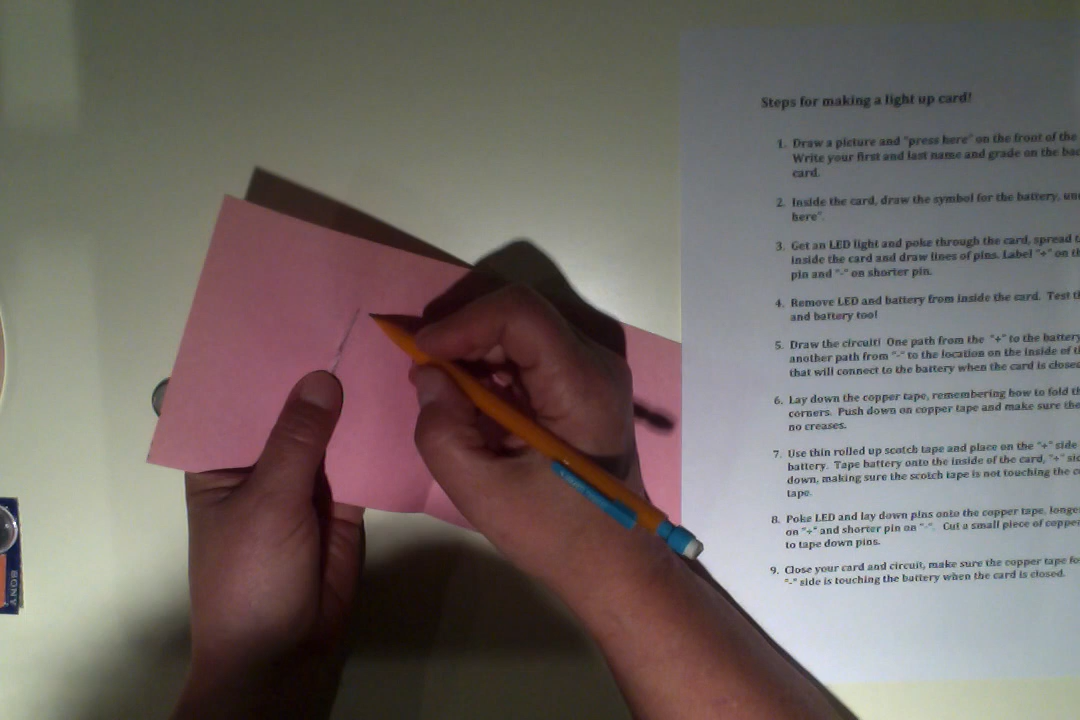 Steps for making a light up card!
1. Draw a picture and "press here" on the front of the
Write your first and last name and grade on the
card.
2. Inside the card, draw the symbol for the battery,
here".
3. Get an LED light and poke through the card, spread
inside the card and draw lines of pins. Label "+" on
pin and "-" on shorter pin.
4. Remove LED and battery from inside the card. Test
and battery too!
5. Draw the circuit! One path from the "+" to the battery
another path from "-" to the location on the inside of
that will connect to the battery when the card is closed
6. Lay down the copper tape, remembering how to fold
corners. Push down on copper tape and make sure
no creases.
7. Use thin rolled up scotch tape and place on the "+" side
battery. Tape battery onto the inside of the card, "+"
down, making sure the scotch tape is not touching the
tape.
8. Poke LED and lay down pins onto the copper tape,
on "+" and shorter pin on "-". Cut a small piece of
to tape down pins.
9. Close your card and circuit, make sure the copper tape
"-" side is touching the battery when the card is closed.
SONY